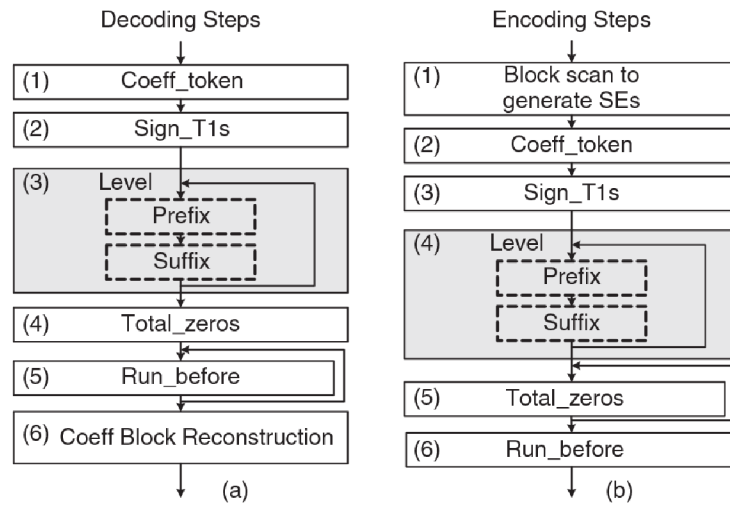 Decoding Steps
(1) Coeff_token
(2) Sign_T1s
(3) Level
Prefix
Suffix
(4) Total_zeros
(5) Run_before
(6) Coeff Block Reconstruction
(a)
Encoding Steps
(1) Block scan to
generate SEs
(2) Coeff_token
(3) Sign_T1s
(4) Level
Prefix
Suffix
(5) Total_zeros
(6) Run_before
(b)